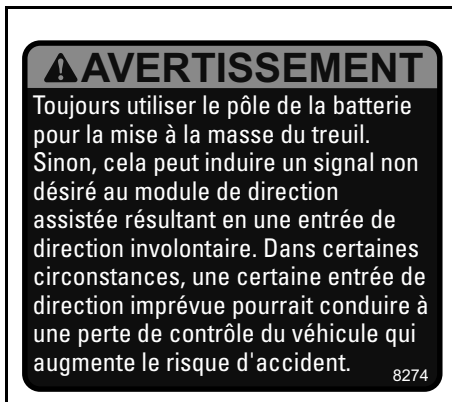 AVERTISSEMENT
Toujours utiliser le pôle de la batterie
pour la mise à la masse du treuil.
Sinon, cela peut induire un signal non
désiré au module de direction
assistée résultant en une entrée de
direction involontaire. Dans certaines
circonstances, une certaine entrée de
direction imprévue pourrait conduire à
une perte de contrôle du véhicule qui
augmente le risque d'accident.
8274